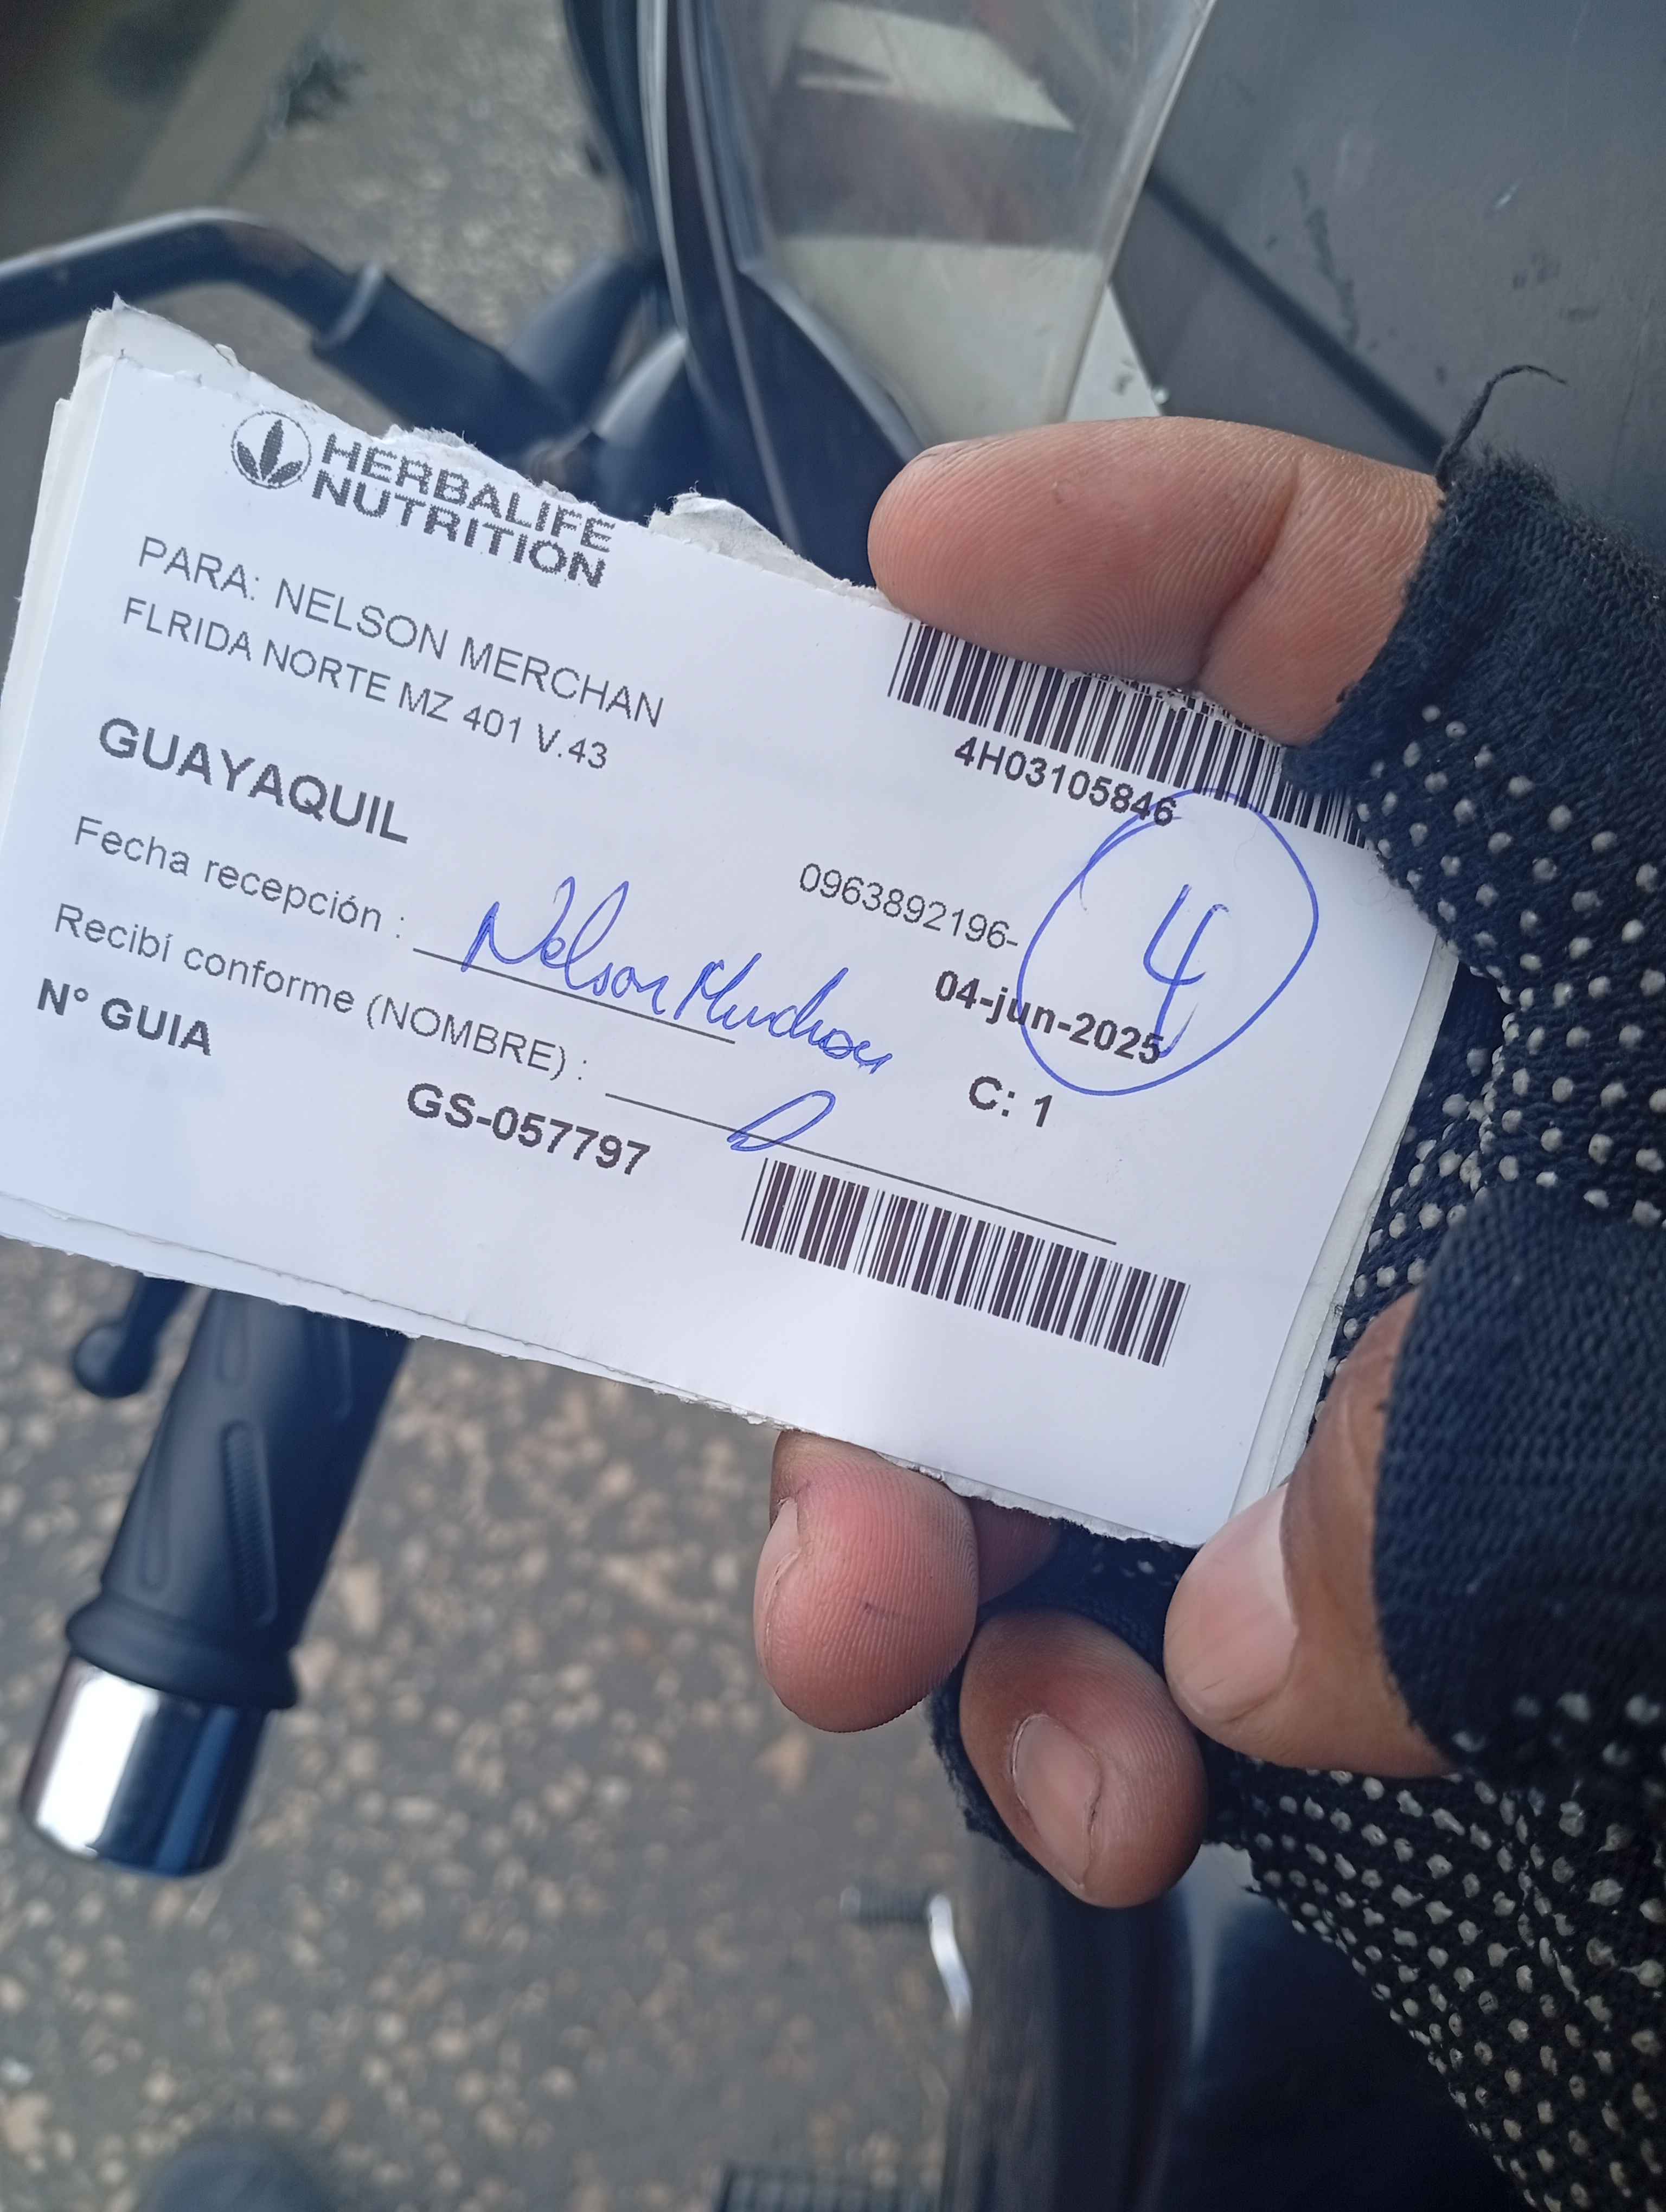 HERBALIFE
NUTRITION
PARA: NELSON MERCHAN
FLRIDA NORTE MZ 401 V.43
GUAYAQUIL
4H03105846
0963892196-
4
Fecha recepción :
Nelson Merchan
04-jun-2025
Recibí conforme (NOMBRE) :
C: 1
N° GUIA
GS-057797